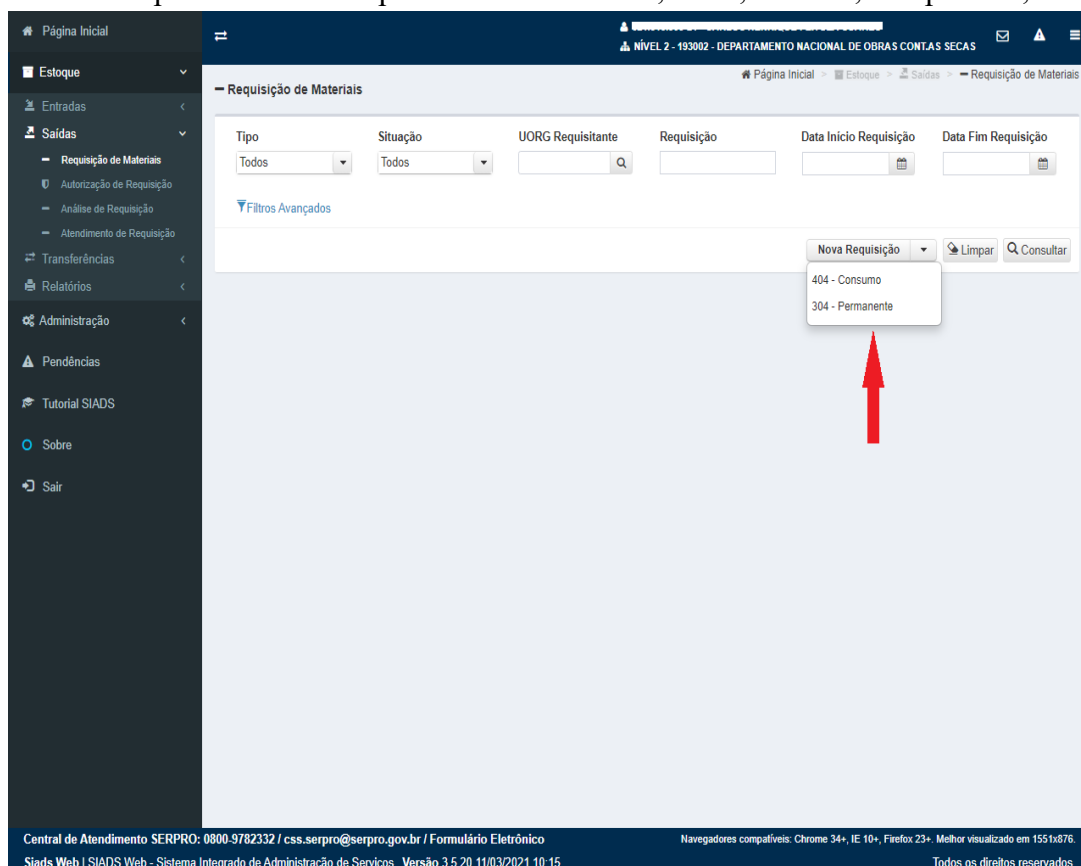 Página Inicial
NÍVEL 2 - 193002 - DEPARTAMENTO NACIONAL DE OBRAS CONT.AS SECAS
Estoque
Página Inicial > Estoque > Saídas > Requisição de Materiais
Requisição de Materiais
Entradas
Saídas
Requisição de Materiais
Autorização de Requisição
Análise de Requisição
Atendimento de Requisição
Transferências
Relatórios
Administração
Pendências
Tutorial SIADS
Sobre
Sair
Tipo
Situação
UORG Requisitante
Requisição
Data Início Requisição
Data Fim Requisição
Todos
Todos
Filtros Avançados
Nova Requisição
Limpar
Consultar
404 - Consumo
304 - Permanente
Central de Atendimento SERPRO: 0800-9782332 / css.serpro@serpro.gov.br / Formulário Eletrônico
Navegadores compatíveis: Chrome 34+, IE 10+, Firefox 23+. Melhor visualizado em 1551x876.
Siads Web | SIADS Web - Sistema Integrado de Administração de Serviços Versão 3.5.20 11/03/2021 10:15
Todos os direitos reservados.